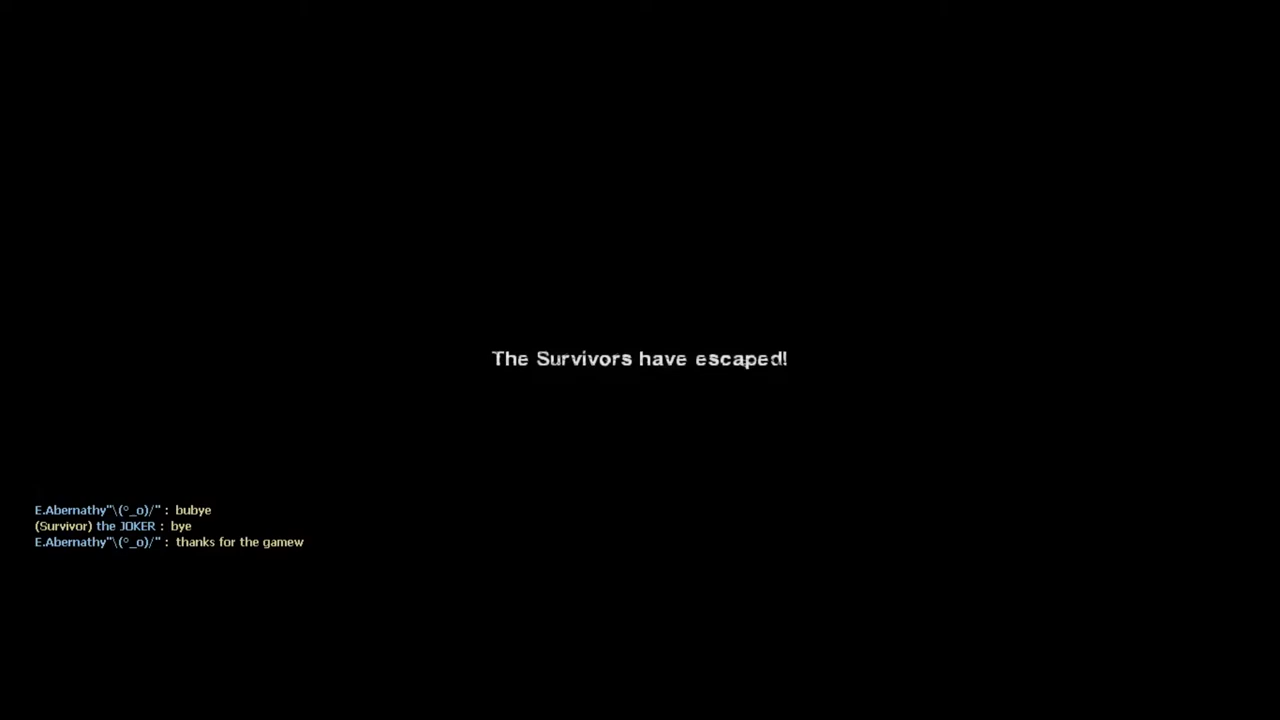 The Survivors have escaped!
E.Abernathy"\(°_o)/" :  bubye
(Survivor) the JOKER :  bye
E.Abernathy"\(°_o)/" :  thanks for the gamew